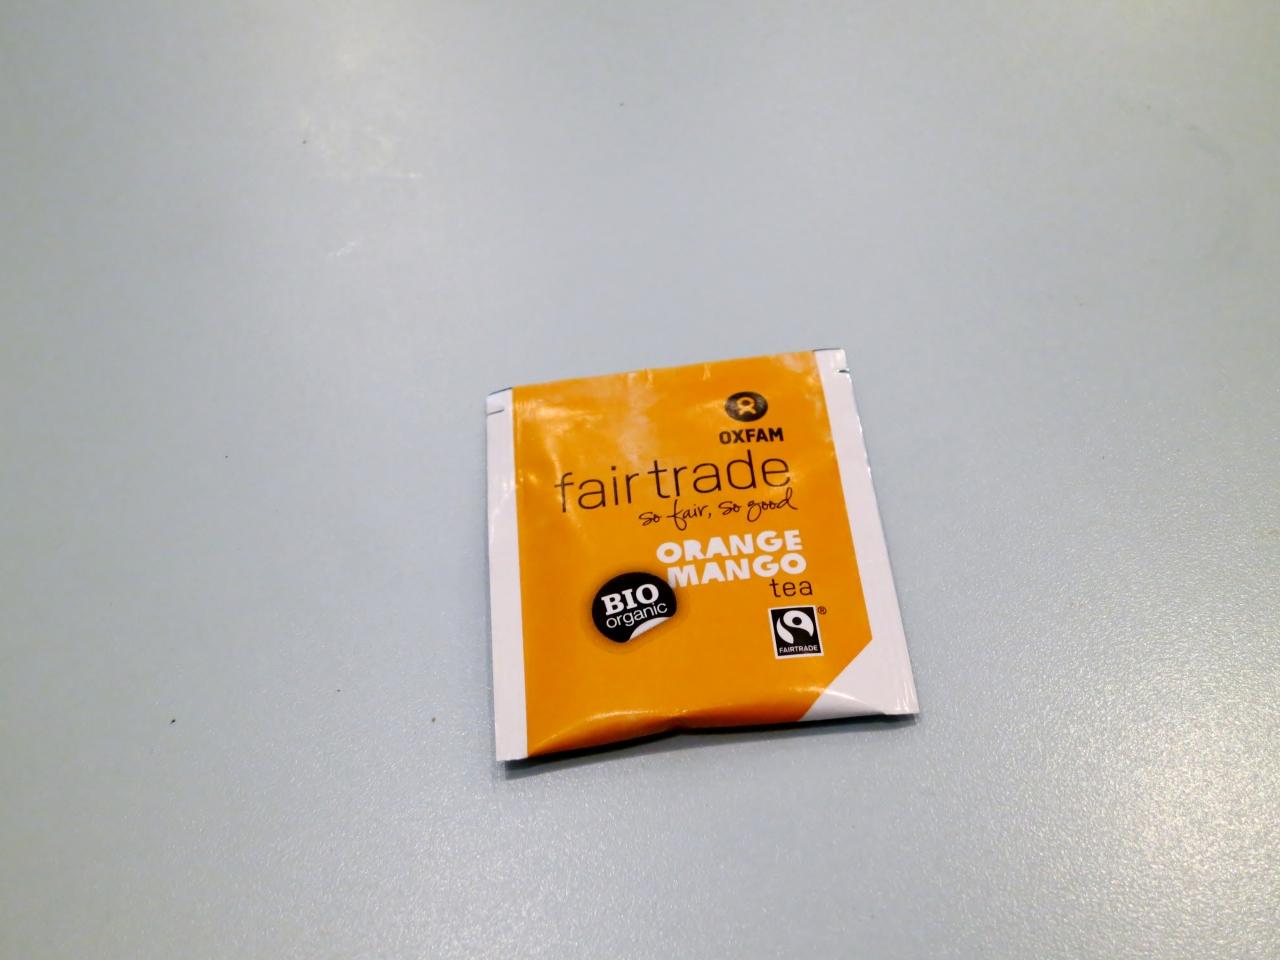 OXFAM
fairtrade
so fair, so good
ORANGE
MANGO
tea
BIO
organic
®
FAIRTRADE